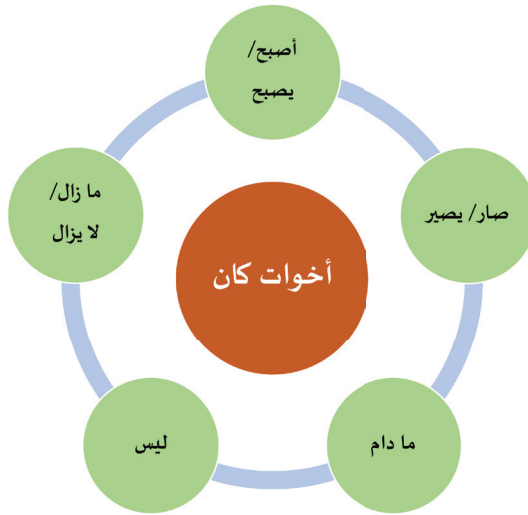 أصبح/
يصبح
صار/ يصير
ما دام
ليس
ما زال/
لا يزال
أخوات كان